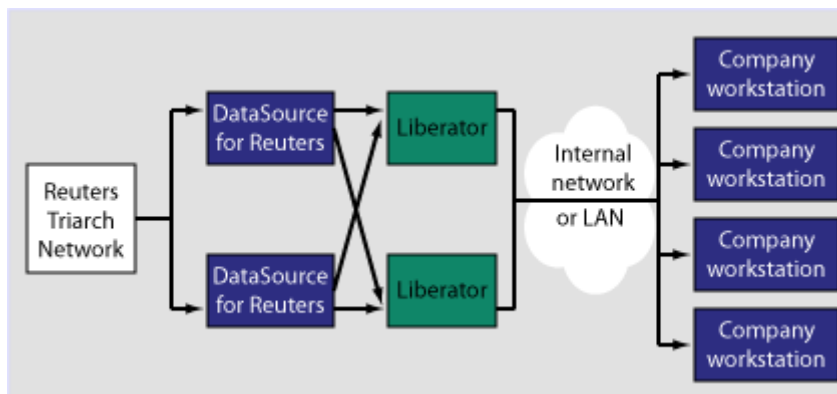 Reuters
Triarch
Network
DataSource
for Reuters
DataSource
for Reuters
Liberator
Liberator
Internal
network
or LAN
Company
workstation
Company
workstation
Company
workstation
Company
workstation